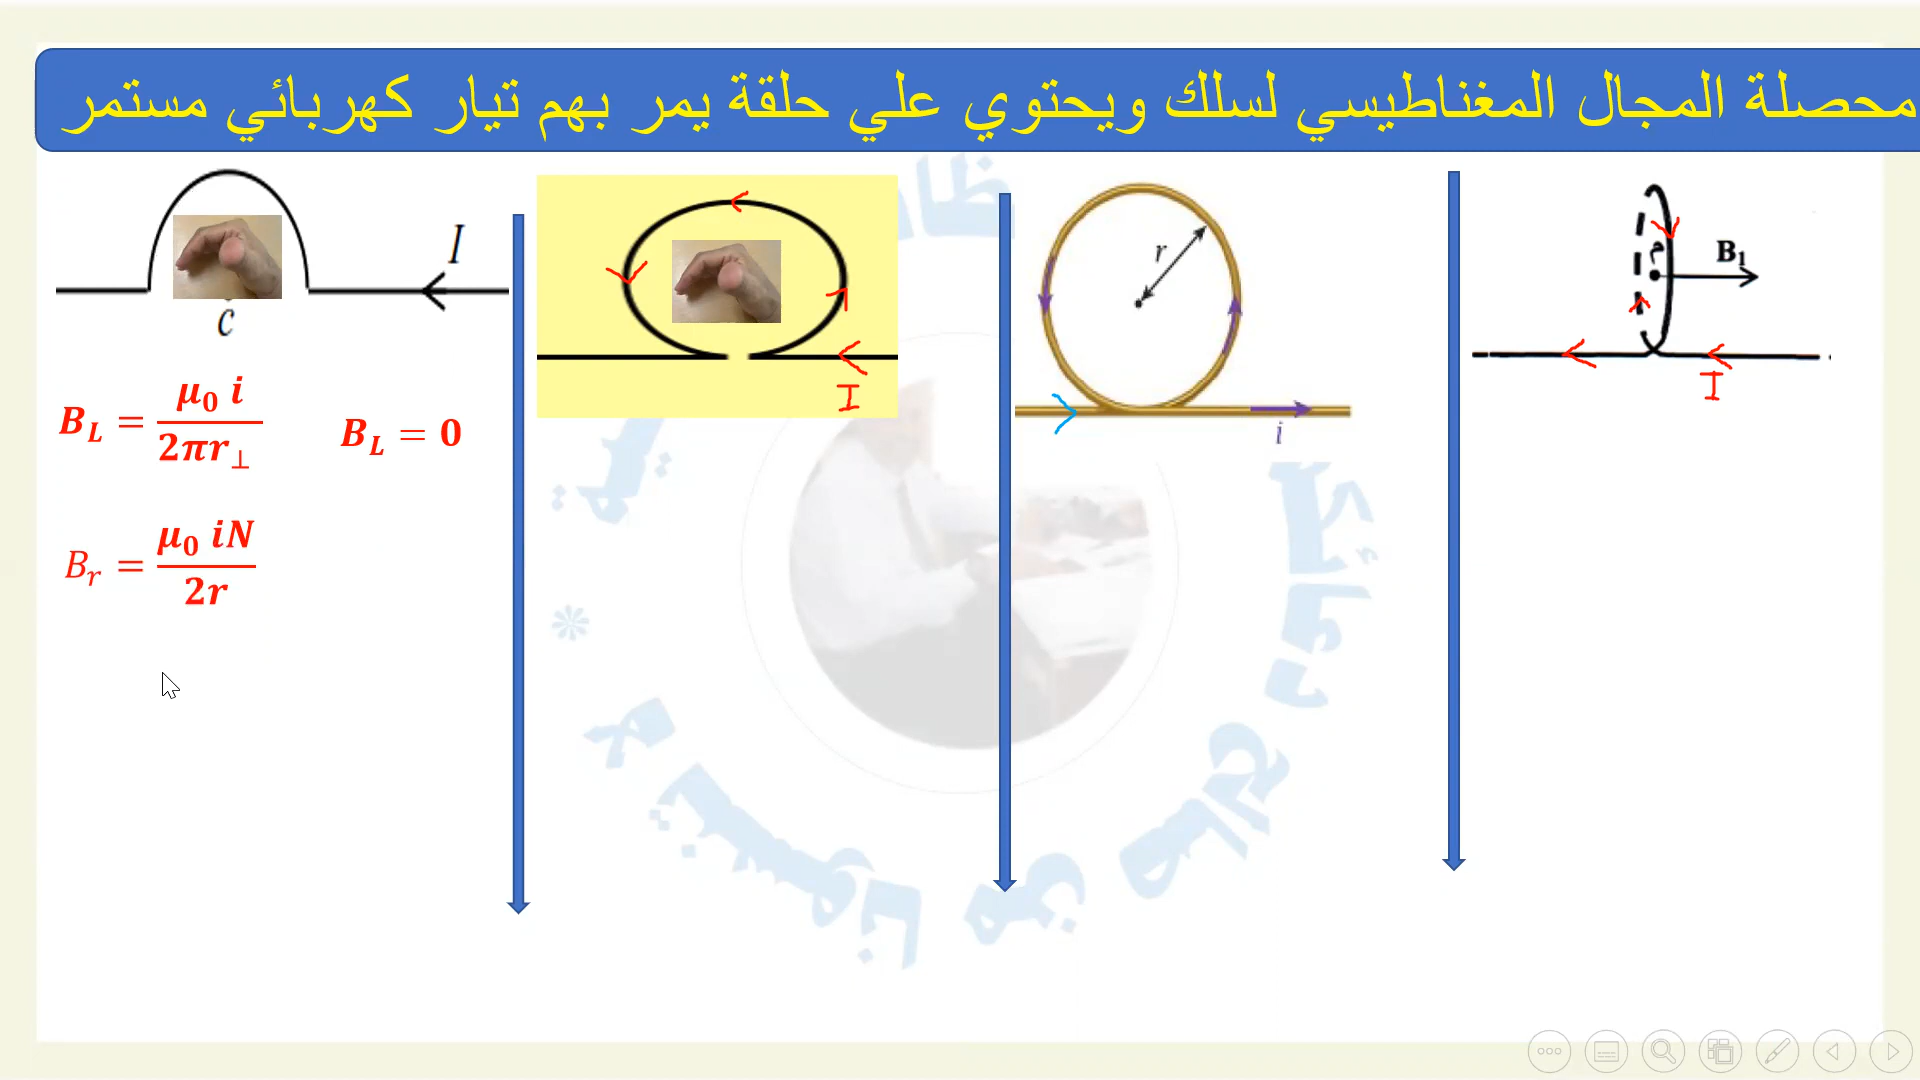 محصلة المجال المغناطيسي لسلك ويحتوي علي حلقة يمر بهم تيار كهربائي مستمر
I
C
B_L = μ₀ i / 2πr⊥
B_L = 0
B_r = μ₀ iN / 2r
I
r
i
م
B₁
I